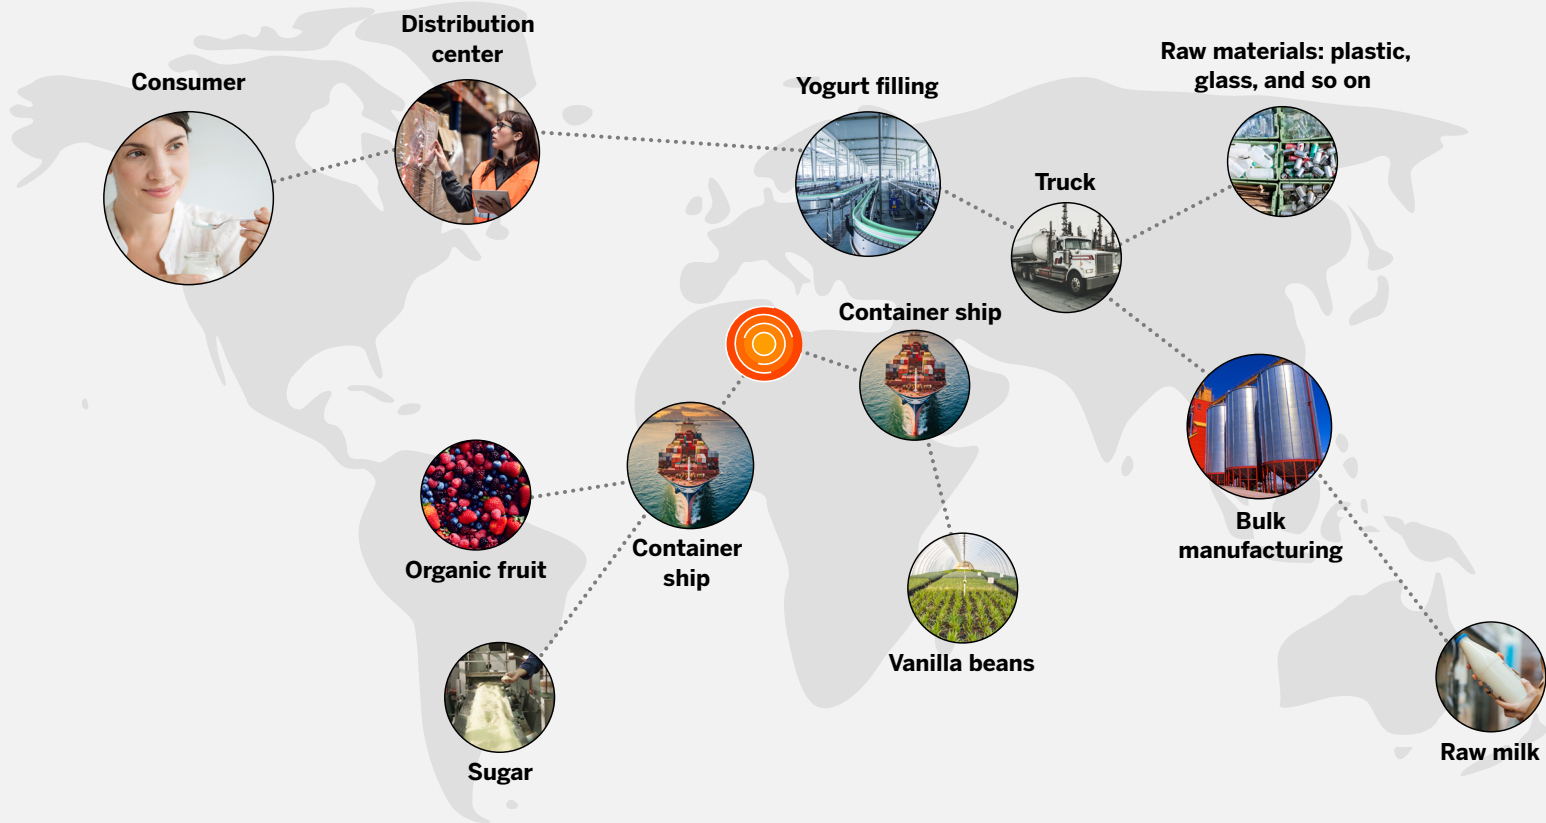 Distribution
center
Consumer
Yogurt filling
Raw materials: plastic,
glass, and so on
Truck
Container ship
Organic fruit
Container
ship
Bulk
manufacturing
Vanilla beans
Sugar
Raw milk